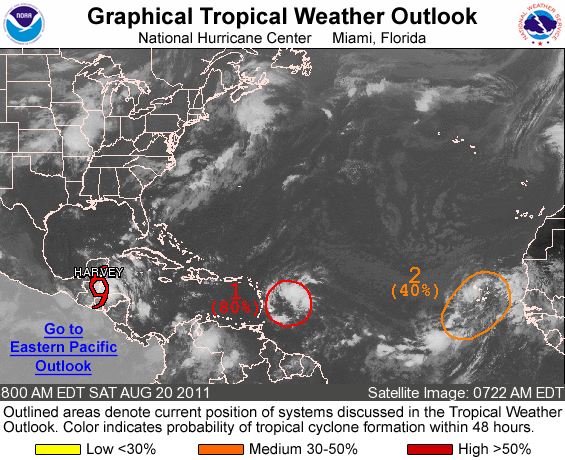 Graphical Tropical Weather Outlook
National Hurricane Center Miami, Florida
NOAA
HARVEY
1
(80%)
2
(40%)
Go to
Eastern Pacific
Outlook
800 AM EDT SAT AUG 20 2011 Satellite Image: 0722 AM EDT
Outlined areas denote current position of systems discussed in the Tropical Weather
Outlook. Color indicates probability of tropical cyclone formation within 48 hours.
Low <30% Medium 30-50% High >50%